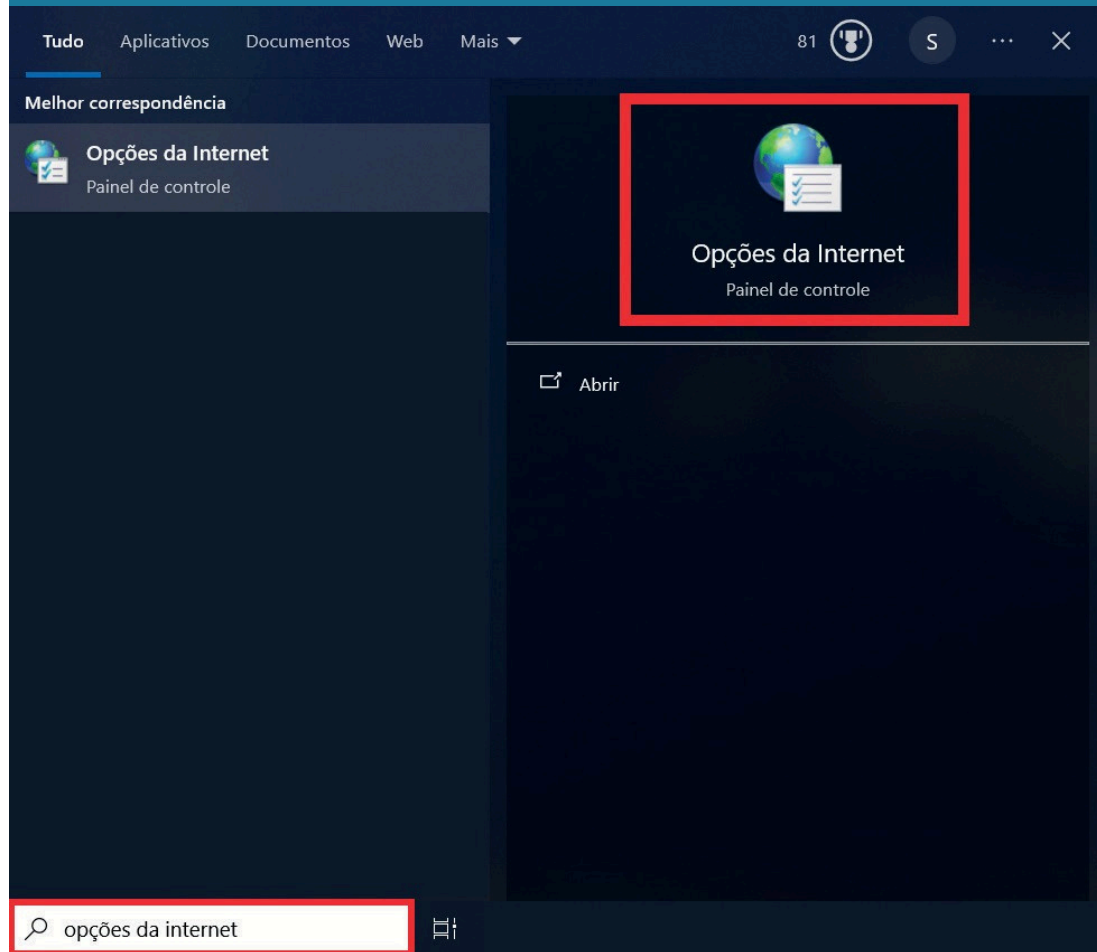 Tudo Aplicativos Documentos Web Mais 81 S ...
Melhor correspondência
Opções da Internet
Painel de controle
Opções da Internet
Painel de controle
Abrir
opções da internet